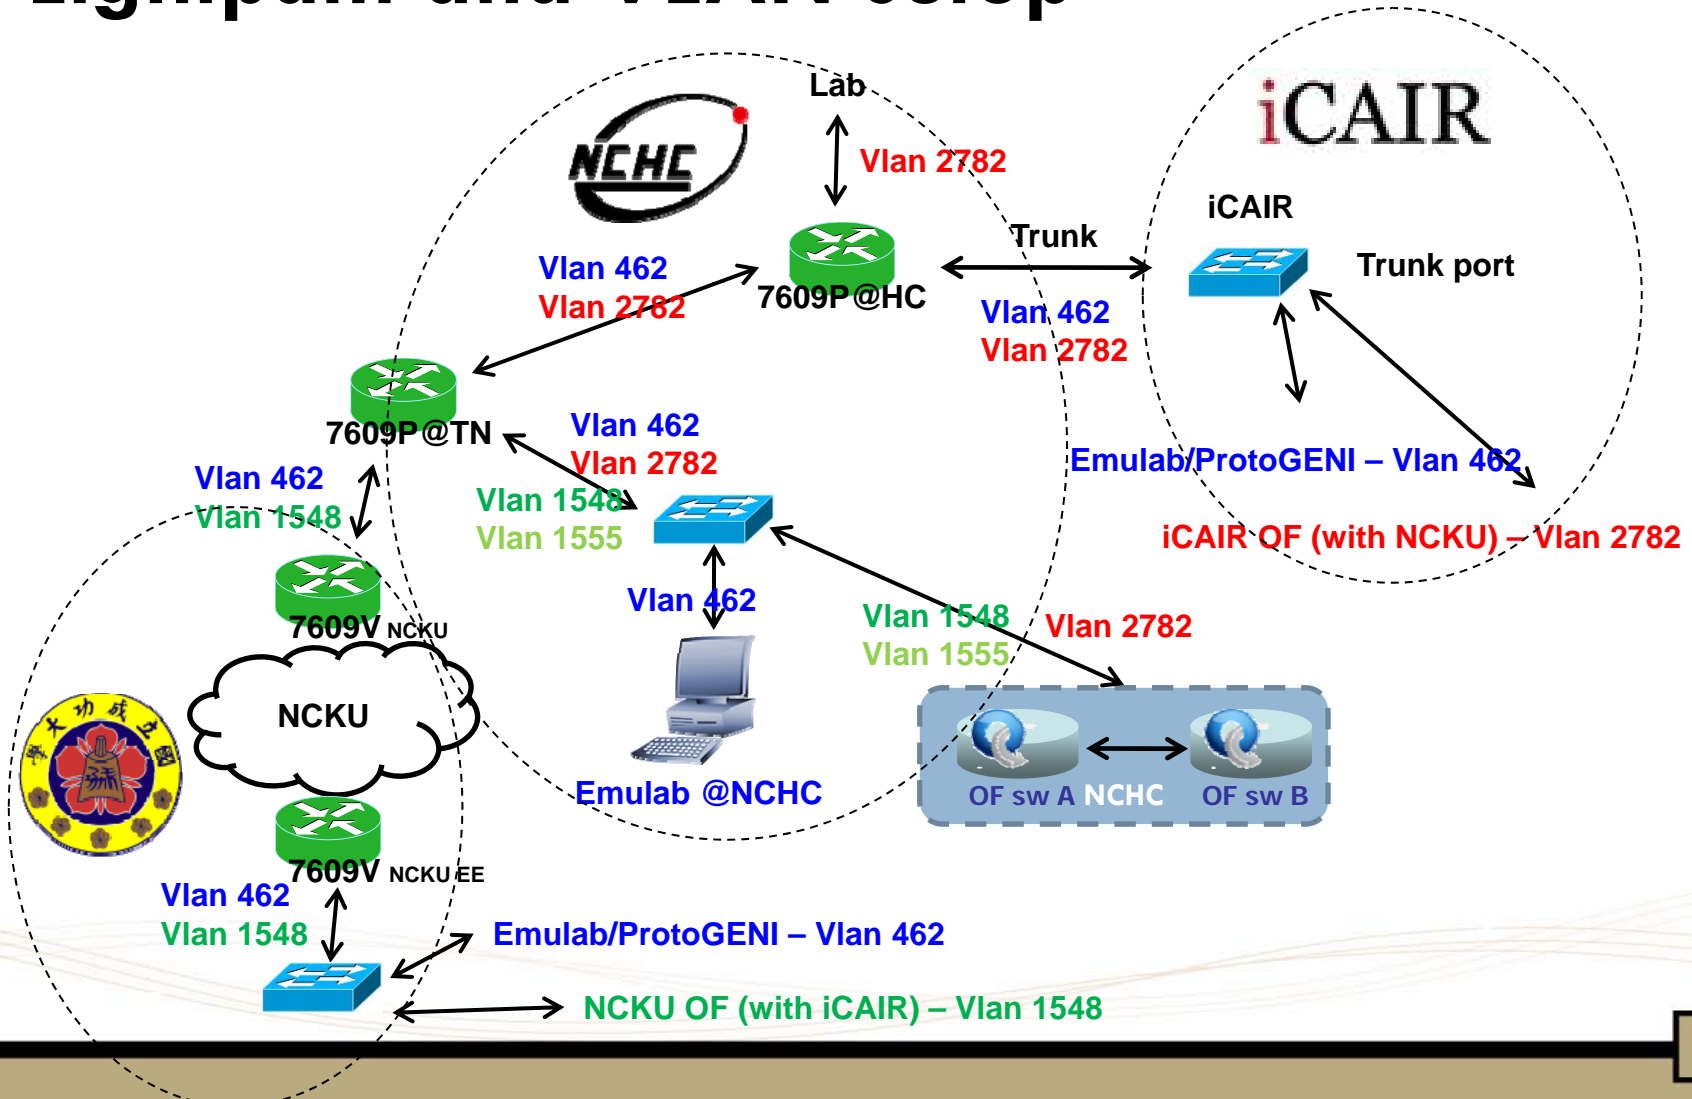 Lightpath and VLAN setup
Lab
NCHC
Vlan 2782
iCAIR
iCAIR
Trunk
Trunk port
Vlan 462
Vlan 2782
7609P@HC
Vlan 462
Vlan 2782
7609P@TN
Vlan 462
Vlan 2782
Vlan 1548
Vlan 1555
Emulab/ProtoGENI – Vlan 462
iCAIR OF (with NCKU) – Vlan 2782
Vlan 462
Vlan 1548
7609V NCKU
Vlan 462
Vlan 1548
Vlan 1555
Vlan 2782
NCKU
Emulab @NCHC
OF sw A NCHC OF sw B
7609V NCKU EE
Vlan 462
Vlan 1548
Emulab/ProtoGENI – Vlan 462
NCKU OF (with iCAIR) – Vlan 1548